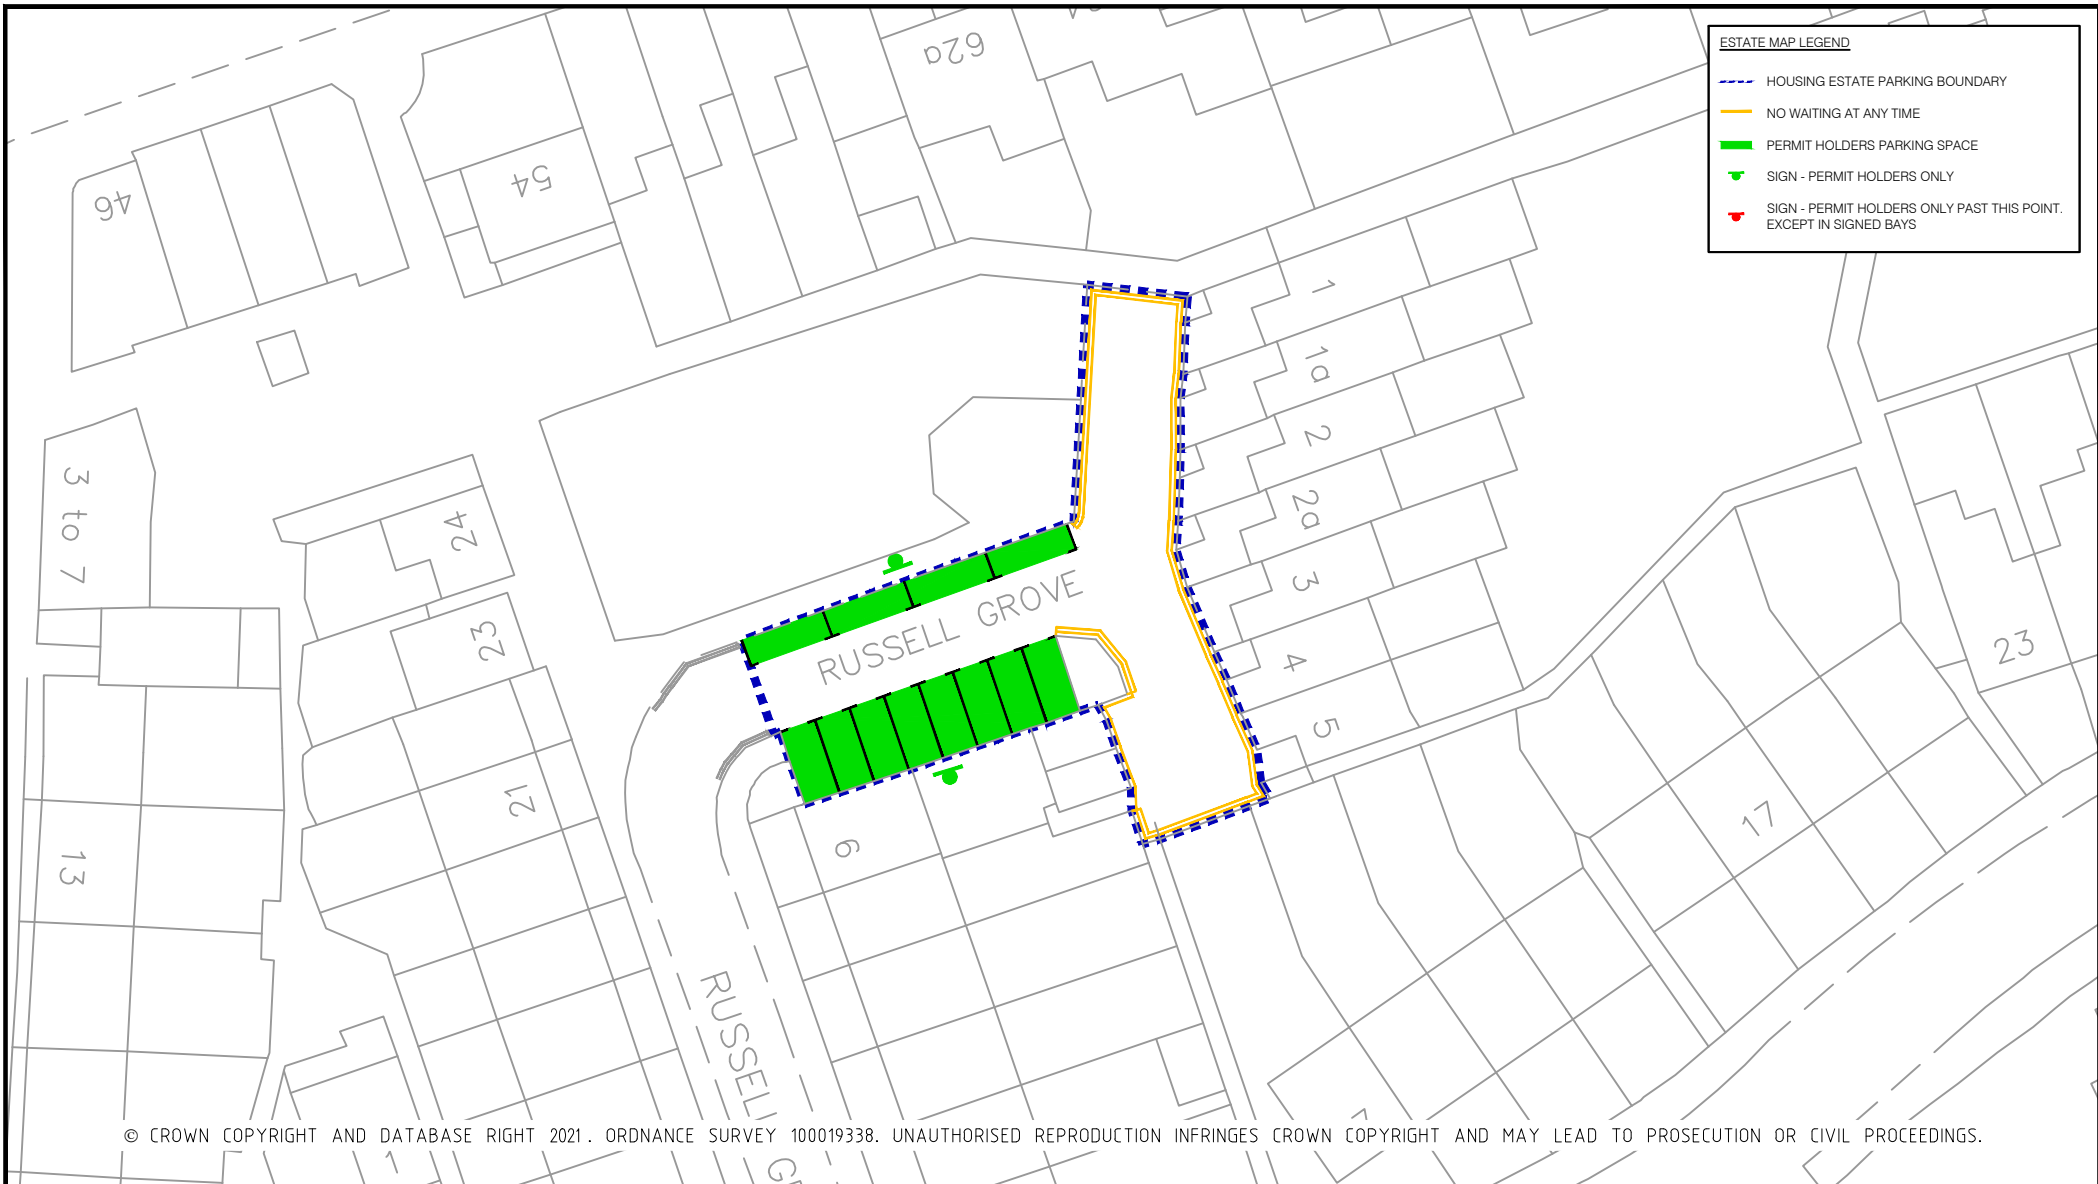 62a
ESTATE MAP LEGEND
HOUSING ESTATE PARKING BOUNDARY
NO WAITING AT ANY TIME
PERMIT HOLDERS PARKING SPACE
SIGN - PERMIT HOLDERS ONLY
SIGN - PERMIT HOLDERS ONLY PAST THIS POINT.
EXCEPT IN SIGNED BAYS
46
54
1
1a
2
2a
3
4
5
3 to 7
24
23
21
13
6
23
17
RUSSELL GROVE
RUSSELL GR
© CROWN COPYRIGHT AND DATABASE RIGHT 2021. ORDNANCE SURVEY 100019338. UNAUTHORISED REPRODUCTION INFRINGES CROWN COPYRIGHT AND MAY LEAD TO PROSECUTION OR CIVIL PROCEEDINGS.